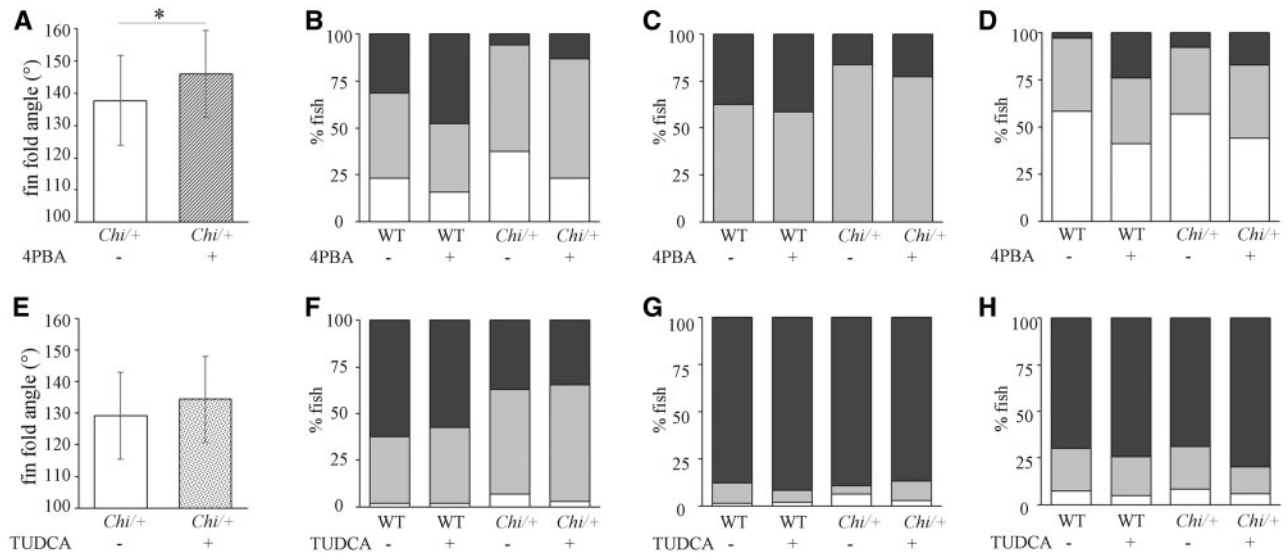 A
*
160
150
140
130
120
110
100
fin fold angle (°)
Chi/+ Chi/+
4PBA - +
B
100
75
50
25
0
% fish
WT WT Chi/+ Chi/+
4PBA - + - +
C
100
75
50
25
0
% fish
WT WT Chi/+ Chi/+
4PBA - + - +
D
100
75
50
25
0
% fish
WT WT Chi/+ Chi/+
4PBA - + - +
E
160
150
140
130
120
110
100
fin fold angle (°)
Chi/+ Chi/+
TUDCA - +
F
100
75
50
25
0
% fish
WT WT Chi/+ Chi/+
TUDCA - + - +
G
100
75
50
25
0
% fish
WT WT Chi/+ Chi/+
TUDCA - + - +
H
100
75
50
25
0
% fish
WT WT Chi/+ Chi/+
TUDCA - + - +